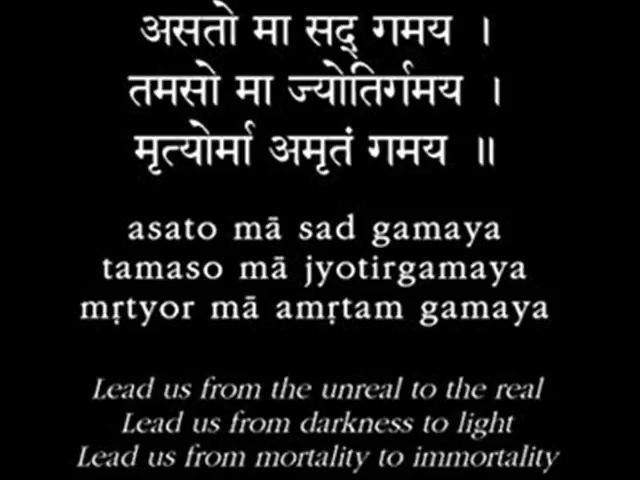 असतो मा सद् गमय ।
तमसो मा ज्योतिर्गमय ।
मृत्योर्मा अमृतं गमय ॥
asato mā sad gamaya
tamaso mā jyotirgamaya
mṛtyor mā amṛtam gamaya
Lead us from the unreal to the real
Lead us from darkness to light
Lead us from mortality to immortality